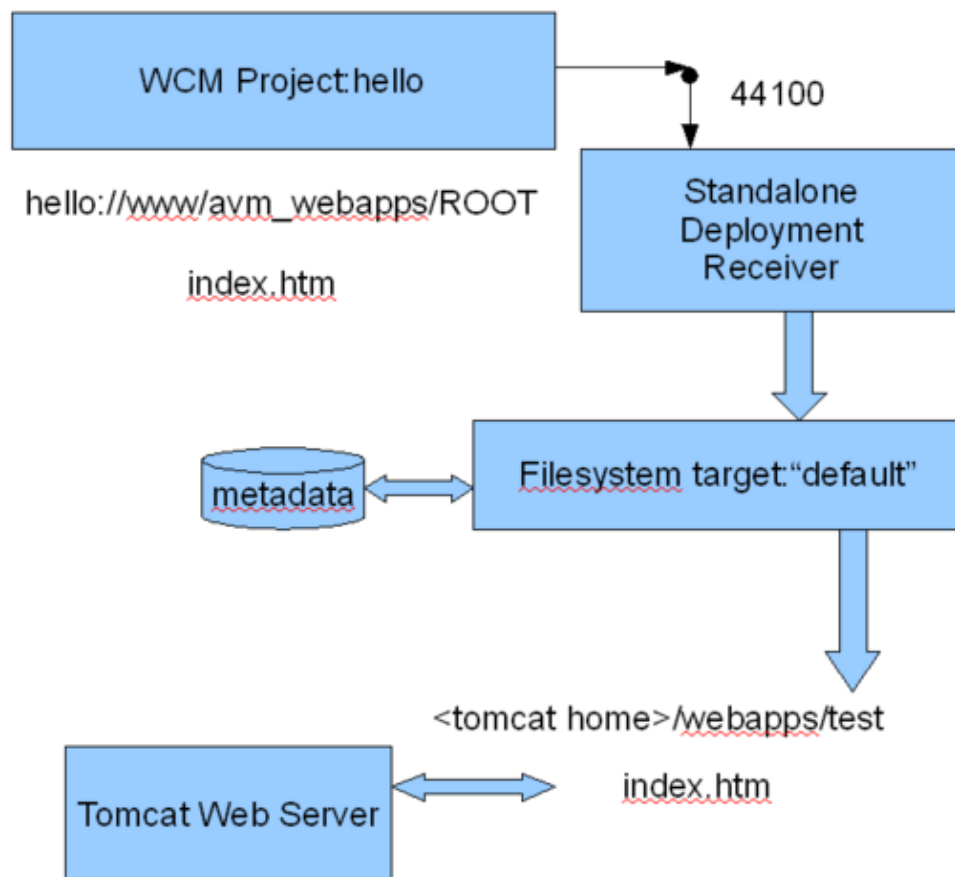 WCM Project:hello
44100
hello://www/avm_webapps/ROOT
index.htm
Standalone
Deployment
Receiver
metadata
Filesystem target:“default”
<tomcat home>/webapps/test
index.htm
Tomcat Web Server